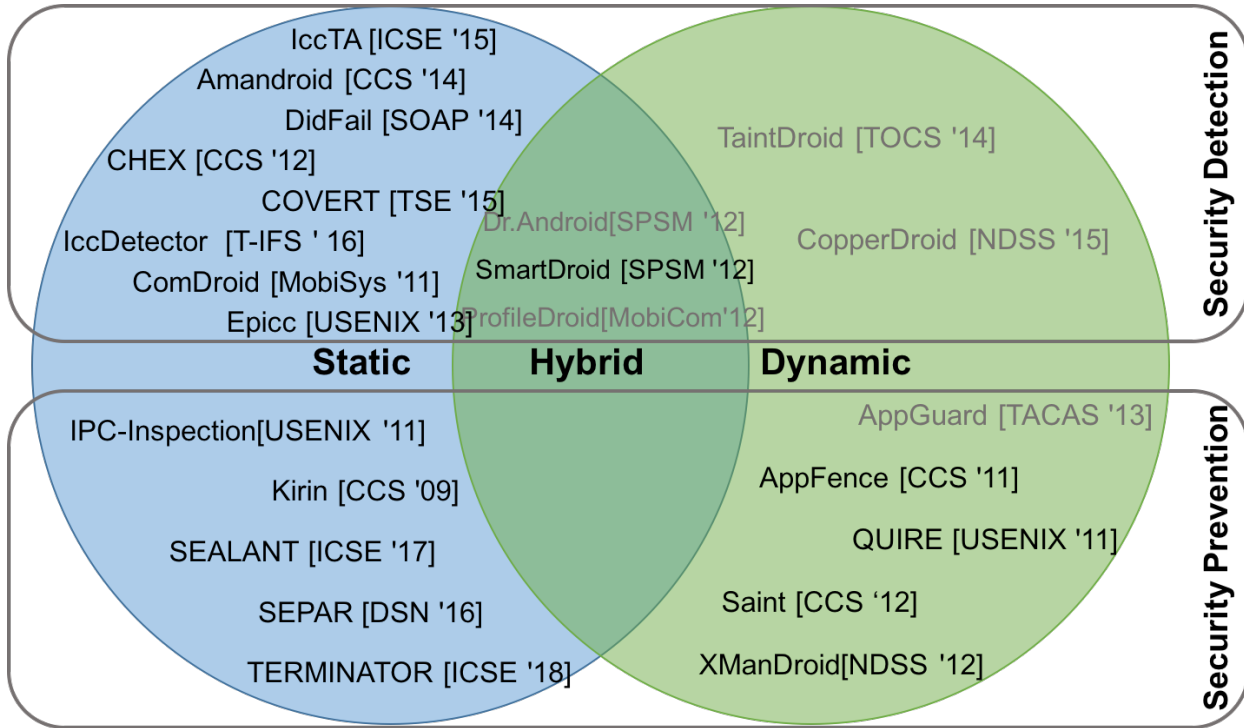 IccTA [ICSE '15]
Amandroid [CCS '14]
DidFail [SOAP '14]
CHEX [CCS '12]
COVERT [TSE '15]
IccDetector [T-IFS ' 16]
ComDroid [MobiSys '11]
Epicc [USENIX '13]
Dr.Android[SPSM '12]
SmartDroid [SPSM '12]
ProfileDroid[MobiCom'12]
TaintDroid [TOCS '14]
CopperDroid [NDSS '15]
Security Detection
Static
Hybrid
Dynamic
IPC-Inspection[USENIX '11]
Kirin [CCS '09]
SEALANT [ICSE '17]
SEPAR [DSN '16]
TERMINATOR [ICSE '18]
AppGuard [TACAS '13]
AppFence [CCS '11]
QUIRE [USENIX '11]
Saint [CCS ‘12]
XManDroid[NDSS '12]
Security Prevention